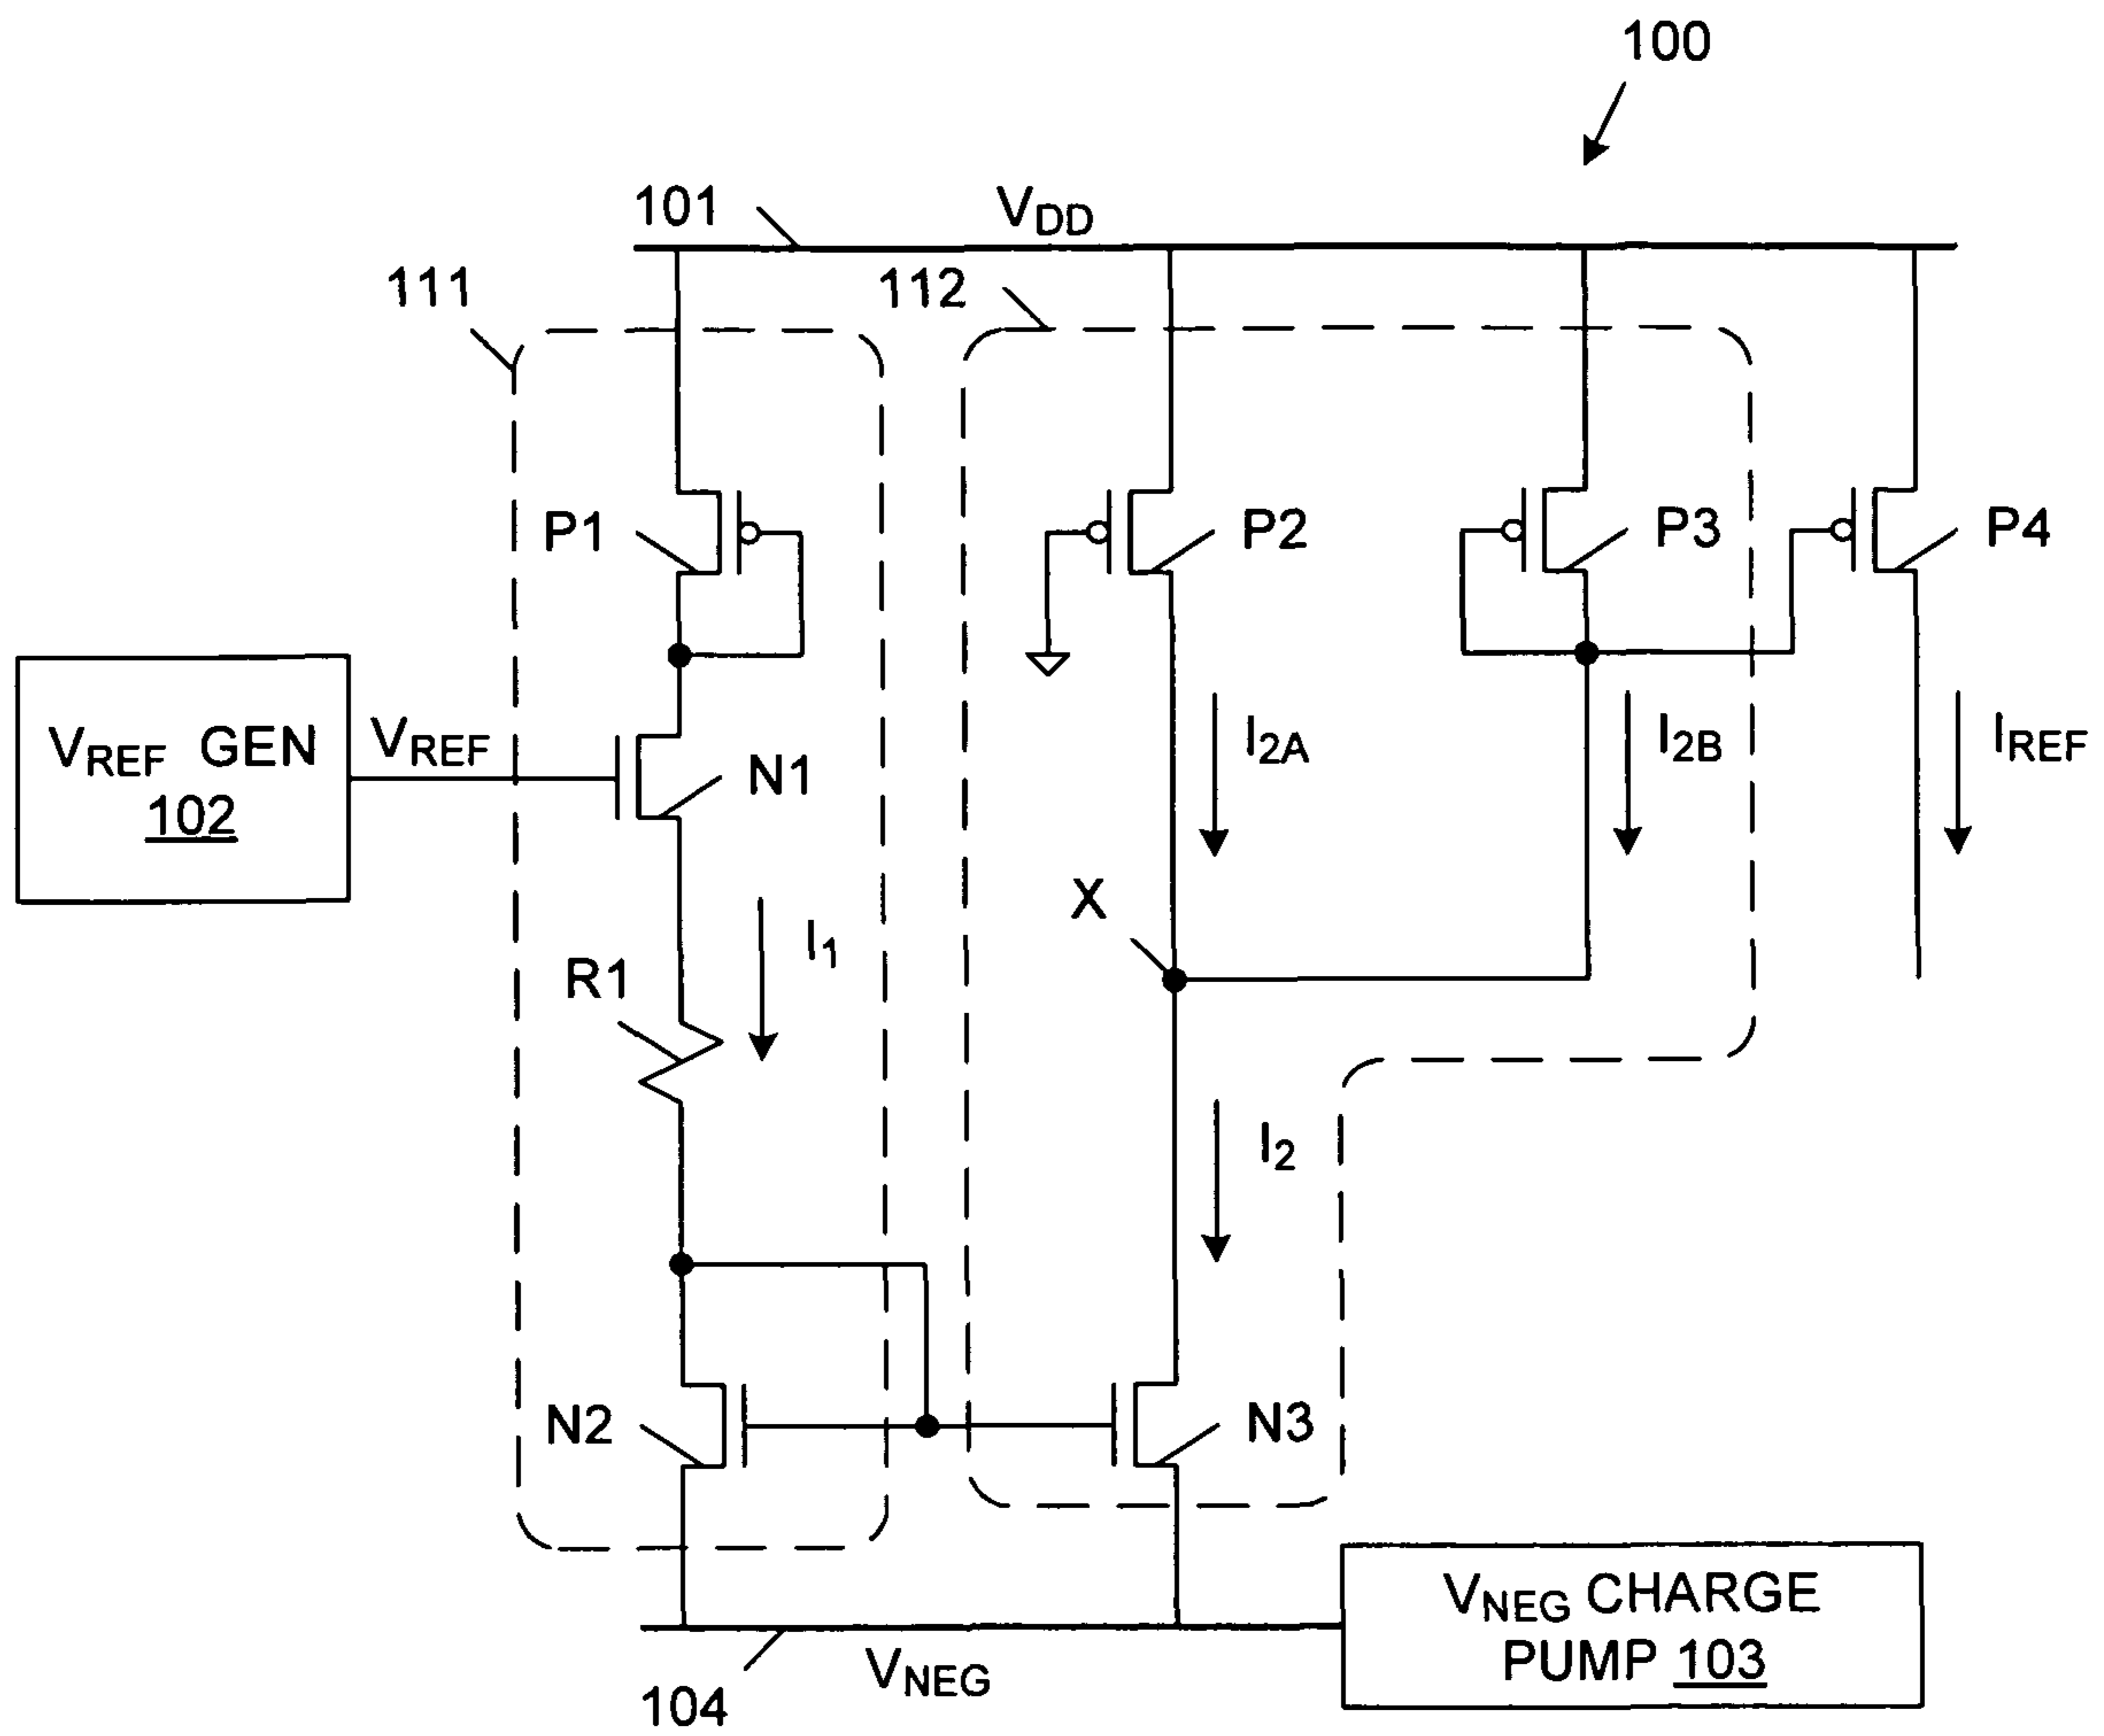 100
101
VDD
111
112
P1
P2
P3
P4
VREF GEN
102
VREF
N1
I2A
I2B
IREF
X
I1
R1
I2
N2
N3
VNEG CHARGE
PUMP 103
VNEG
104